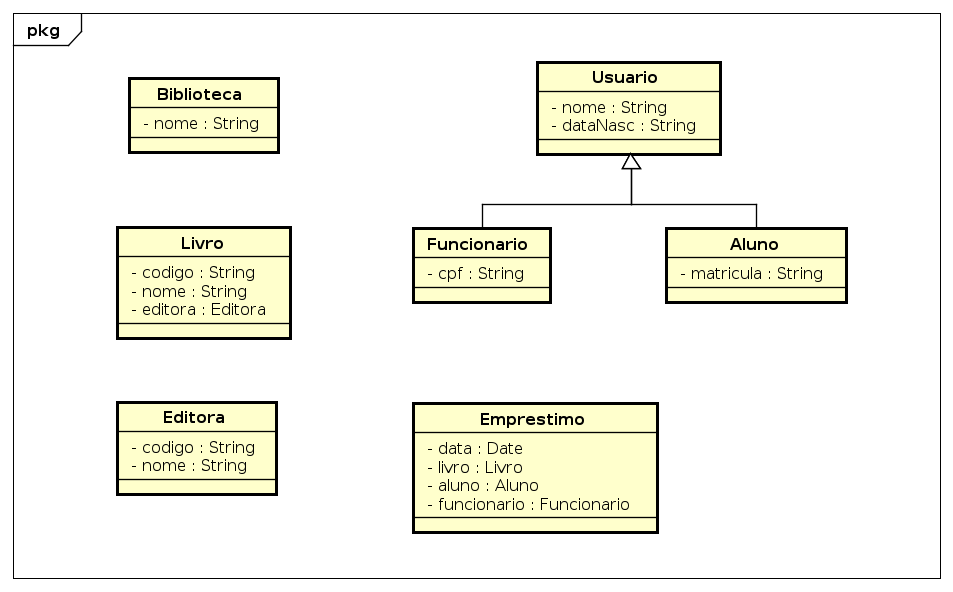 pkg
Biblioteca
- nome : String
Usuario
- nome : String
- dataNasc : String
Livro
- codigo : String
- nome : String
- editora : Editora
Funcionario
- cpf : String
Aluno
- matricula : String
Editora
- codigo : String
- nome : String
Emprestimo
- data : Date
- livro : Livro
- aluno : Aluno
- funcionario : Funcionario